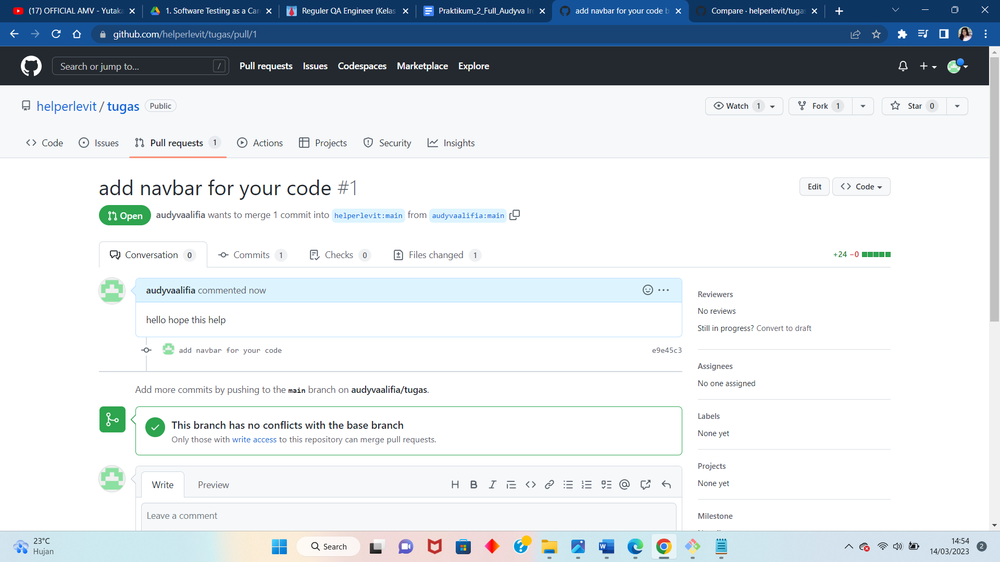 (17) OFFICIAL AMV - Yutaka
1. Software Testing as a Car
Reguler QA Engineer (Kelas
Praktikum_2_Full_Audyva Ire
add navbar for your code b
Compare · helperlevit/tugas
github.com/helperlevit/tugas/pull/1
Search or jump to... /
Pull requests Issues Codespaces Marketplace Explore
helperlevit / tugas Public
Watch 1 Fork 1 Star 0
Code Issues Pull requests 1 Actions Projects Security Insights
add navbar for your code #1
Edit Code
Open audyvaalifia wants to merge 1 commit into helperlevit:main from audyvaalifia:main
Conversation 0 Commits 1 Checks 0 Files changed 1
+24 −0
audyvaalifia commented now
hello hope this help
add navbar for your code e9e45c3
Add more commits by pushing to the main branch on audyvaalifia/tugas.
This branch has no conflicts with the base branch
Only those with write access to this repository can merge pull requests.
Write Preview
Leave a comment
Reviewers
No reviews
Still in progress? Convert to draft
Assignees
No one assigned
Labels
None yet
Projects
None yet
Milestone
23°C
Hujan
Search
14:54
14/03/2023
2